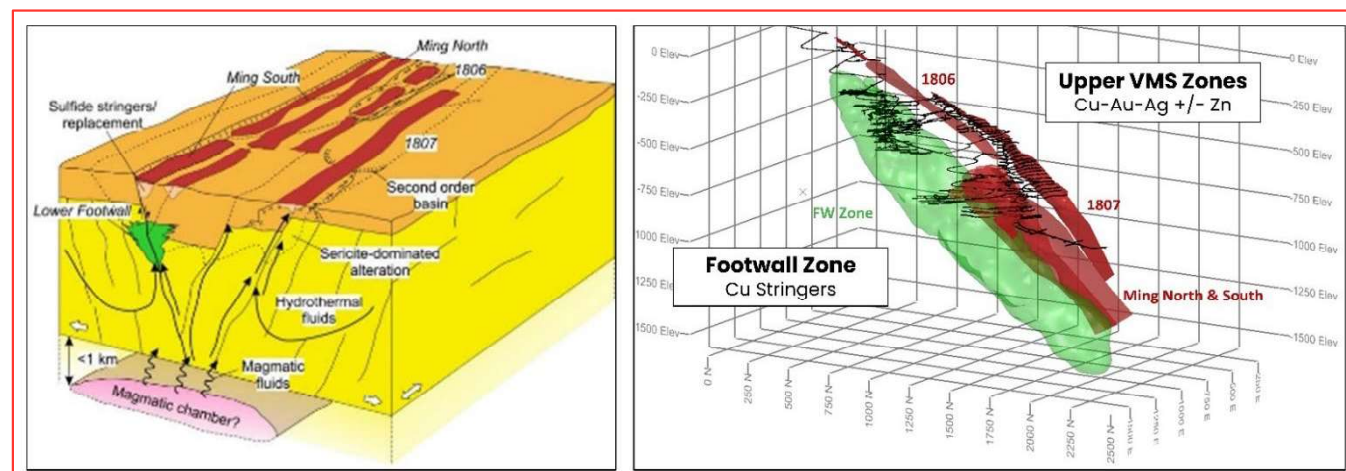 Ming North
1806
Ming South
Sulfide stringers/
replacement
1807
Second order
basin
Lower Footwall
Sericite-dominated
alteration
Hydrothermal
fluids
<1 km
Magmatic
fluids
Magmatic chamber?
0 Elev
-250 Elev
-500 Elev
-750 Elev
1000 Elev
1250 Elev
1500 Elev
1806
Upper VMS Zones
Cu-Au-Ag +/- Zn
0 Elev
250 Elev
-500 Elev
-750 Elev
1000 Elev
1250 Elev
-1500 Elev
1807
FW Zone
Footwall Zone
Cu Stringers
Ming North & South
0 N
250 N
500 N
750 N
1000 N
1250 N
1500 N
1750 N
2000 N
2250 N
2500 N